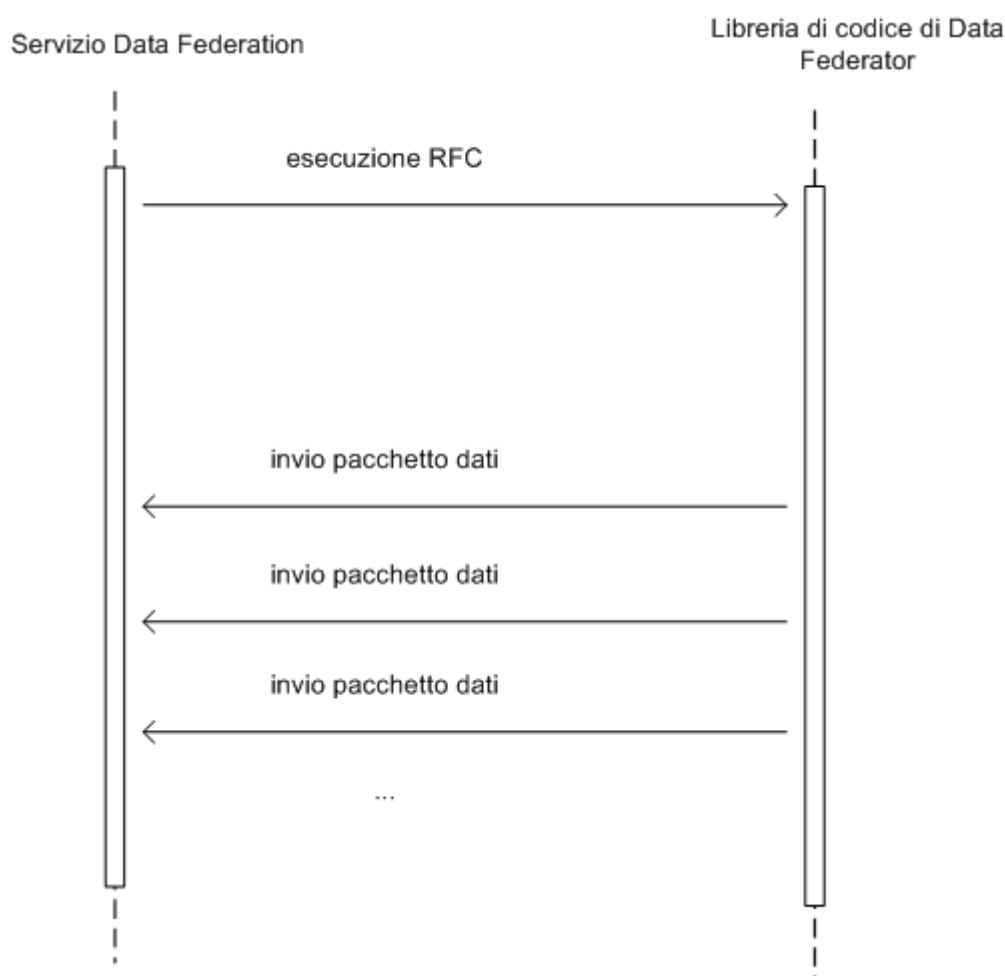 Servizio Data Federation
Libreria di codice di Data
Federator
esecuzione RFC
invio pacchetto dati
invio pacchetto dati
invio pacchetto dati
...